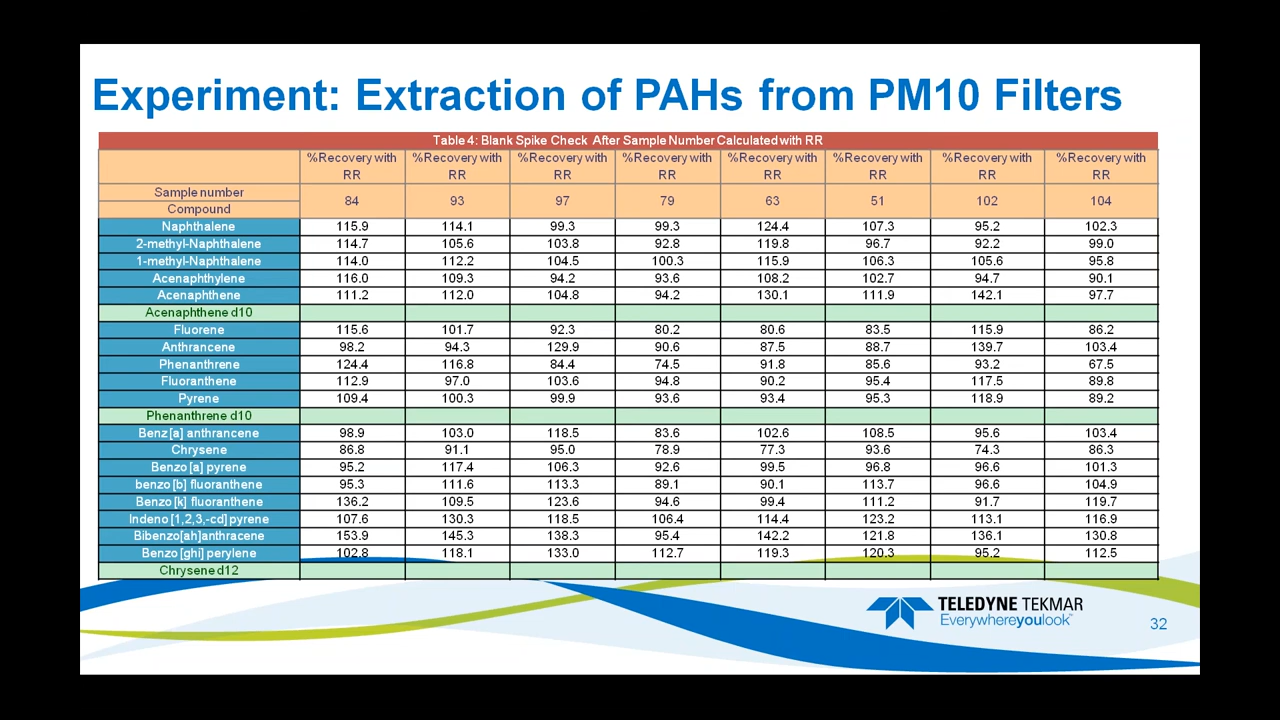 Experiment: Extraction of PAHs from PM10 Filters
Table 4: Blank Spike Check After Sample Number Calculated with RR
%Recovery with RR %Recovery with RR %Recovery with RR %Recovery with RR %Recovery with RR %Recovery with RR %Recovery with RR %Recovery with RR
Sample number 84 93 97 79 63 51 102 104
Compound
Naphthalene 115.9 114.1 99.3 99.3 124.4 107.3 95.2 102.3
2-methyl-Naphthalene 114.7 105.6 103.8 92.8 119.8 96.7 92.2 99.0
1-methyl-Naphthalene 114.0 112.2 104.5 100.3 115.9 106.3 105.6 95.8
Acenaphthylene 116.0 109.3 94.2 93.6 108.2 102.7 94.7 90.1
Acenaphthene 111.2 112.0 104.8 94.2 130.1 111.9 142.1 97.7
Acenaphthene d10
Fluorene 115.6 101.7 92.3 80.2 80.6 83.5 115.9 86.2
Anthrancene 98.2 94.3 129.9 90.6 87.5 88.7 139.7 103.4
Phenanthrene 124.4 116.8 84.4 74.5 91.8 85.6 93.2 67.5
Fluoranthene 112.9 97.0 103.6 94.8 90.2 95.4 117.5 89.8
Pyrene 109.4 100.3 99.9 93.6 93.4 95.3 118.9 89.2
Phenanthrene d10
Benz [a] anthrancene 98.9 103.0 118.5 83.6 102.6 108.5 95.6 103.4
Chrysene 86.8 91.1 95.0 78.9 77.3 93.6 74.3 86.3
Benzo [a] pyrene 95.2 117.4 106.3 92.6 99.5 96.8 96.6 101.3
benzo [b] fluoranthene 95.3 111.6 113.3 89.1 90.1 113.7 96.6 104.9
Benzo [k] fluoranthene 136.2 109.5 123.6 94.6 99.4 111.2 91.7 119.7
Indeno [1,2,3,-cd] pyrene 107.6 130.3 118.5 106.4 114.4 123.2 113.1 116.9
Bibenzo[ah]anthracene 153.9 145.3 138.3 95.4 142.2 121.8 136.1 130.8
Benzo [ghi] perylene 102.8 118.1 133.0 112.7 119.3 120.3 95.2 112.5
Chrysene d12
TELEDYNE TEKMAR
Everywhereyoulook™
32